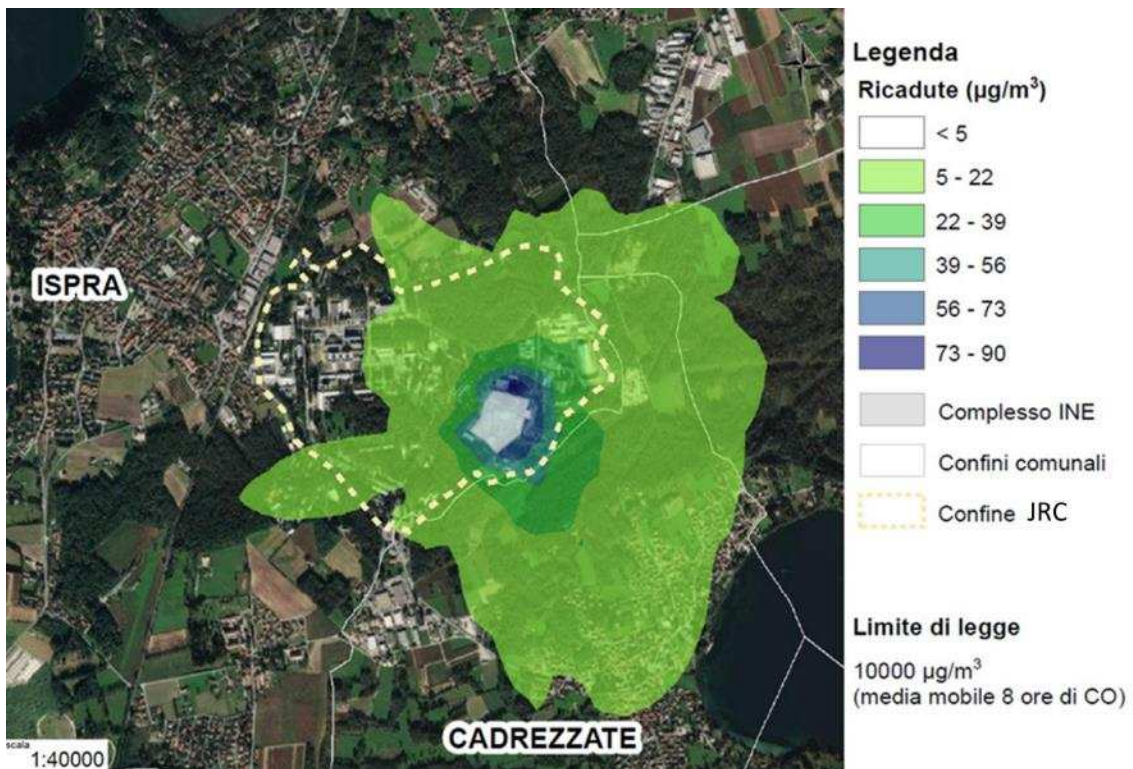 ISPRA
CADREZZATE
scala
1:40000
Legenda
Ricadute (µg/m³)
< 5
5 - 22
22 - 39
39 - 56
56 - 73
73 - 90
Complesso INE
Confini comunali
Confine JRC
Limite di legge
10000 µg/m³
(media mobile 8 ore di CO)